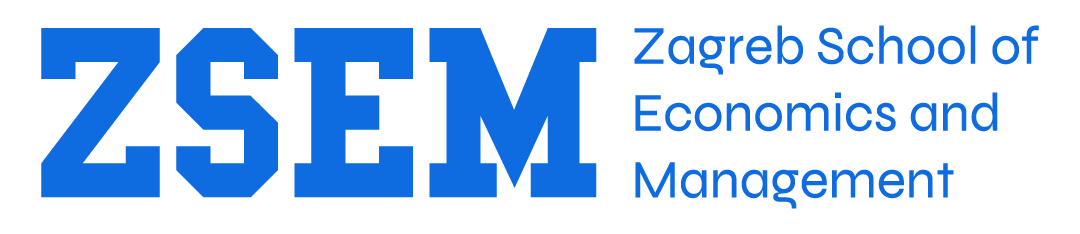 ZSEM
Zagreb School of
Economics and
Management